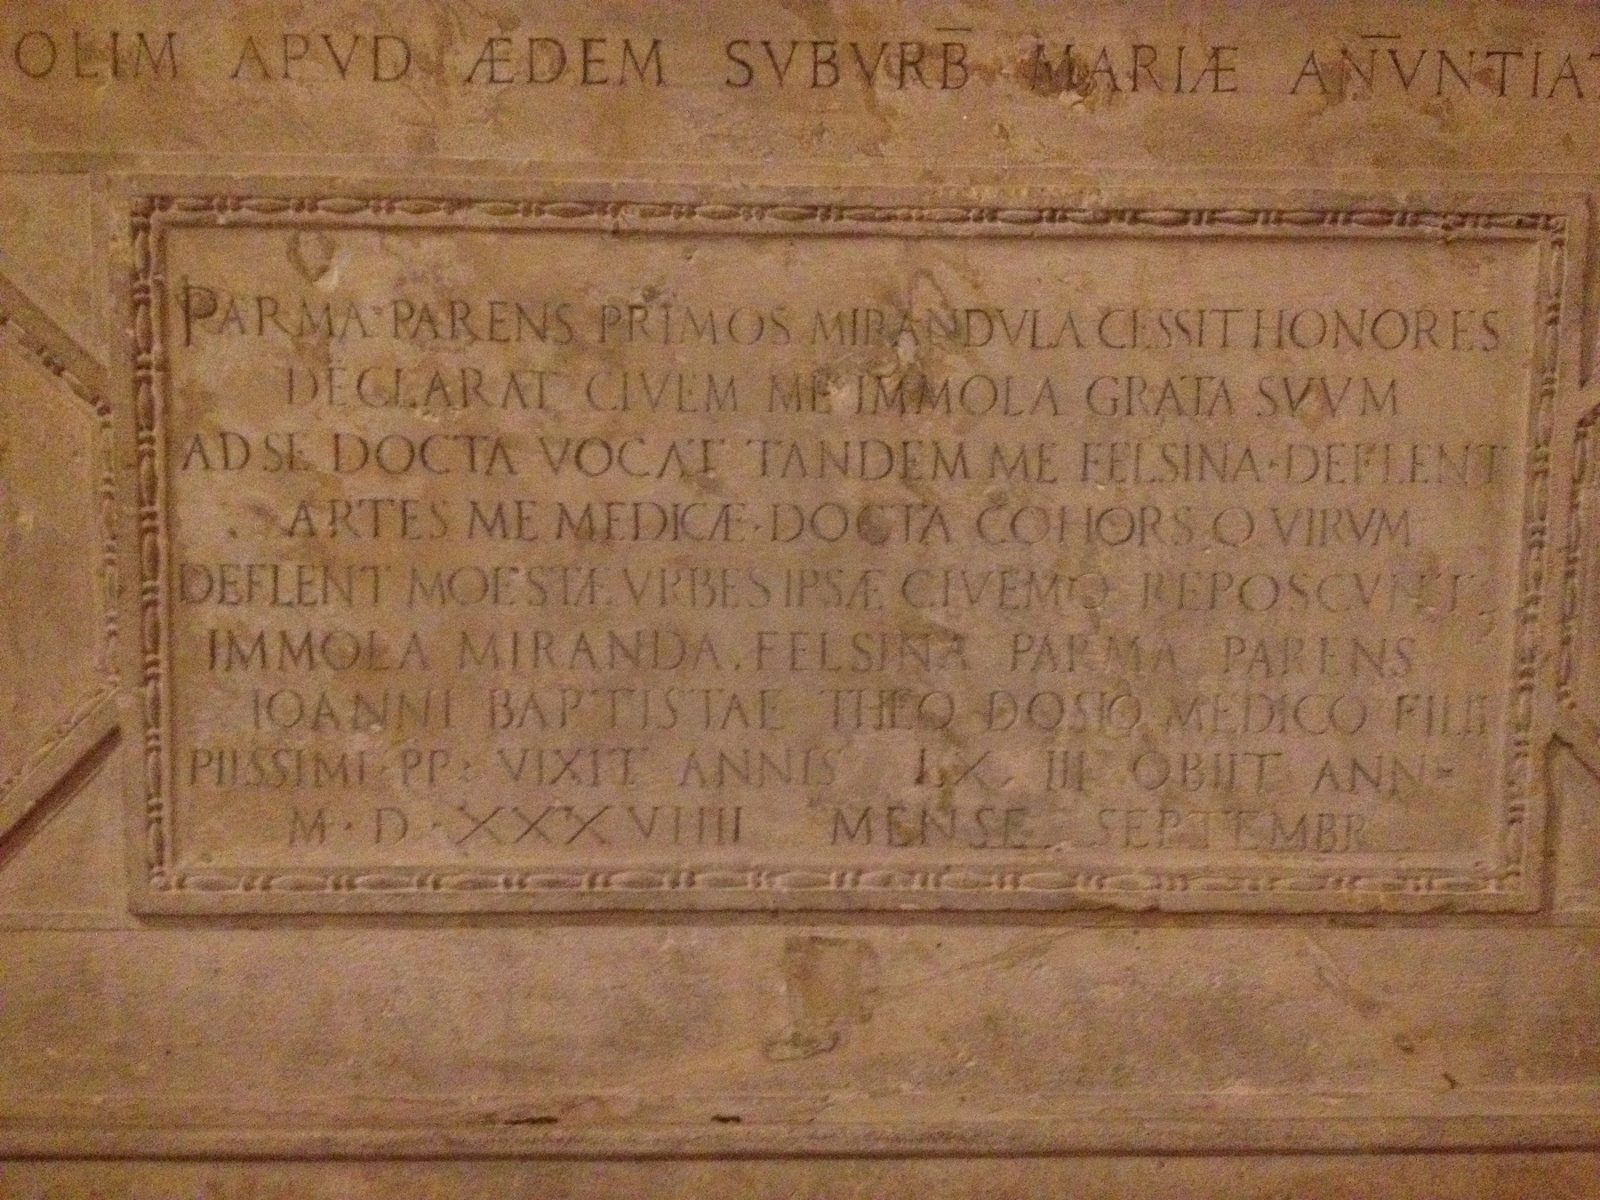 OLIM APVD ÆDEM SVBVRB̅ MARIÆ AN̅VNTIAT
PARMA·PARENS PRIMOS MIRANDVLA CESSIT HONORES
DECLARAT CIVEM ME IMMOLA GRATA SVVM
AD SE DOCTA VOCAT TANDEM ME FELSINA·DEFLENT
ARTES ME MEDICÆ·DOCTA COHORS Q VIRVM
DEFLENT MOESTÆ VRBES IPSÆ CIVEMQ REPOSCVNT
IMMOLA MIRANDA.FELSINA PARMA PARENS
IOANNI BAPTISTAE THEODOSIO MEDICO FILII
PIISSIMI PP: VIXIT ANNIS LX III OBIIT ANN
M·D·XXXVIIII MENSE SEPTEMBR